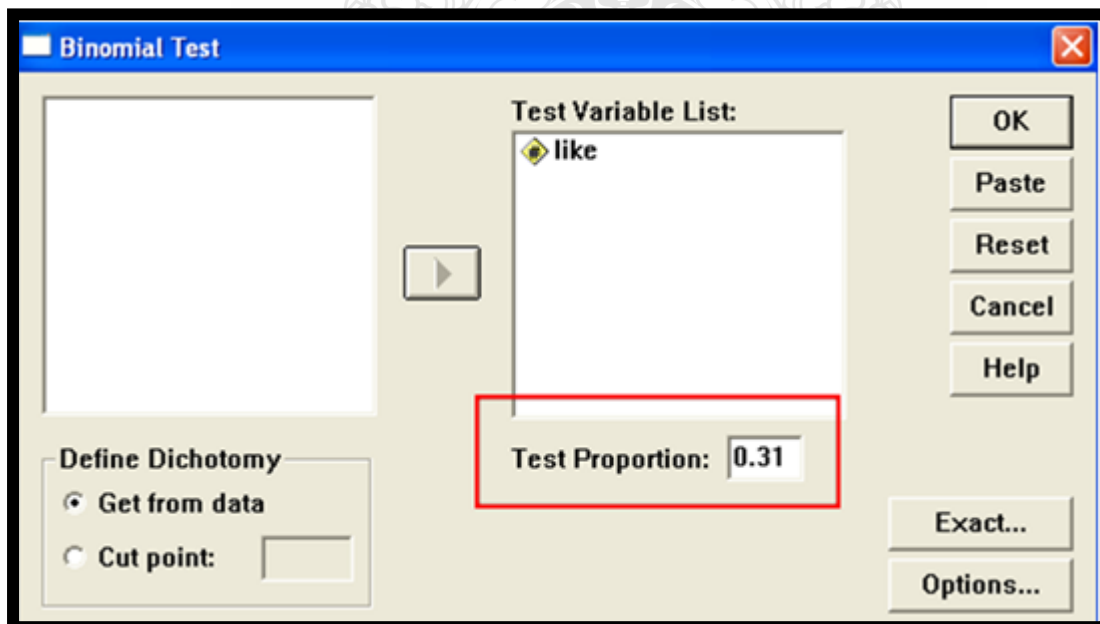 Binomial Test
Test Variable List:
like
OK
Paste
Reset
Cancel
Help
Test Proportion: 0.31
Define Dichotomy
Get from data
Cut point:
Exact...
Options...